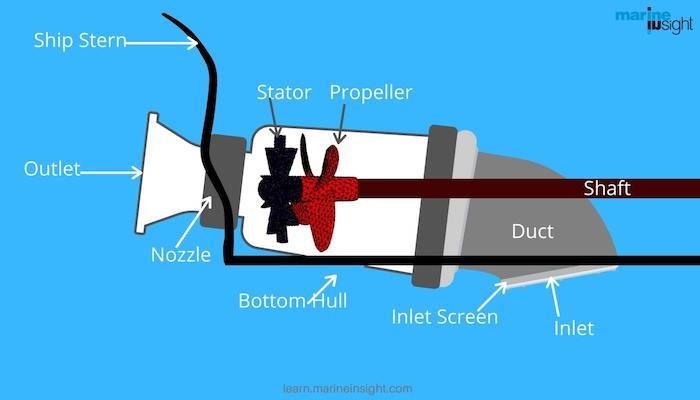 marine
insight
Ship Stern
Stator
Propeller
Outlet
Shaft
Duct
Nozzle
Bottom Hull
Inlet Screen
Inlet
learn.marineinsight.com